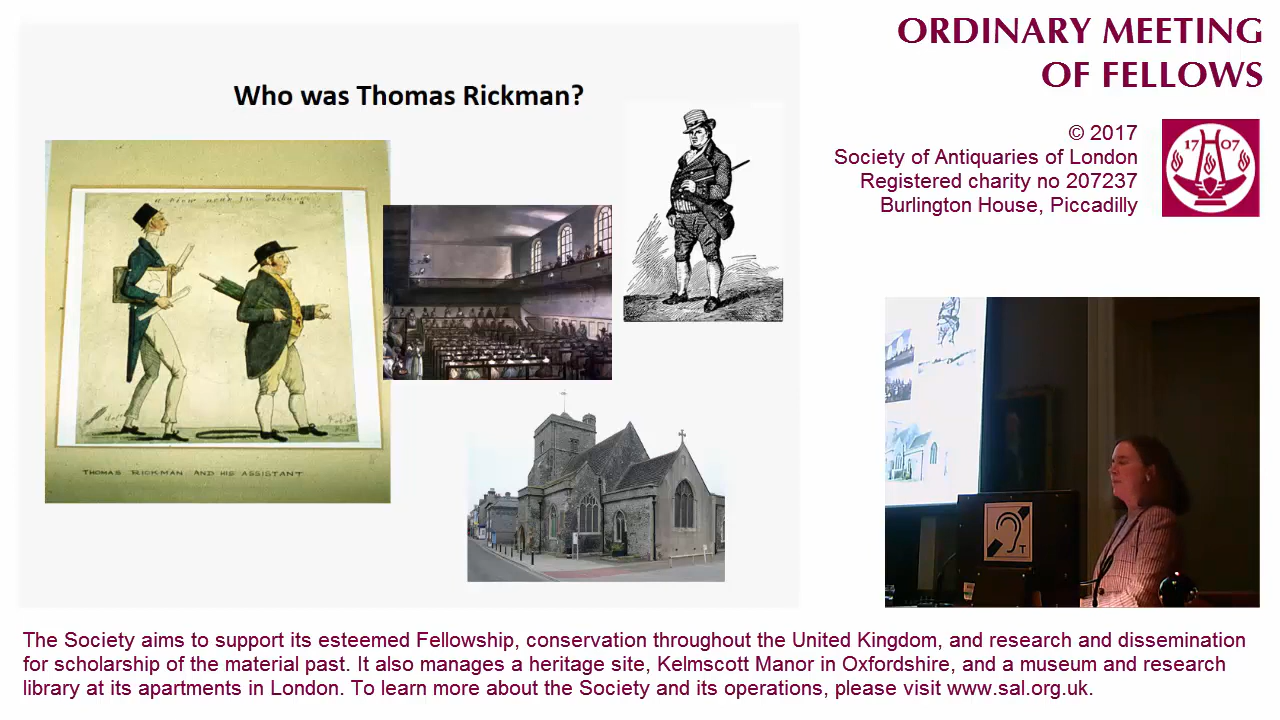 Who was Thomas Rickman?
THOMAS RICKMAN AND HIS ASSISTANT
ORDINARY MEETING
OF FELLOWS
© 2017
Society of Antiquaries of London
Registered charity no 207237
Burlington House, Piccadilly
17 07
T
The Society aims to support its esteemed Fellowship, conservation throughout the United Kingdom, and research and dissemination
for scholarship of the material past. It also manages a heritage site, Kelmscott Manor in Oxfordshire, and a museum and research
library at its apartments in London. To learn more about the Society and its operations, please visit www.sal.org.uk.